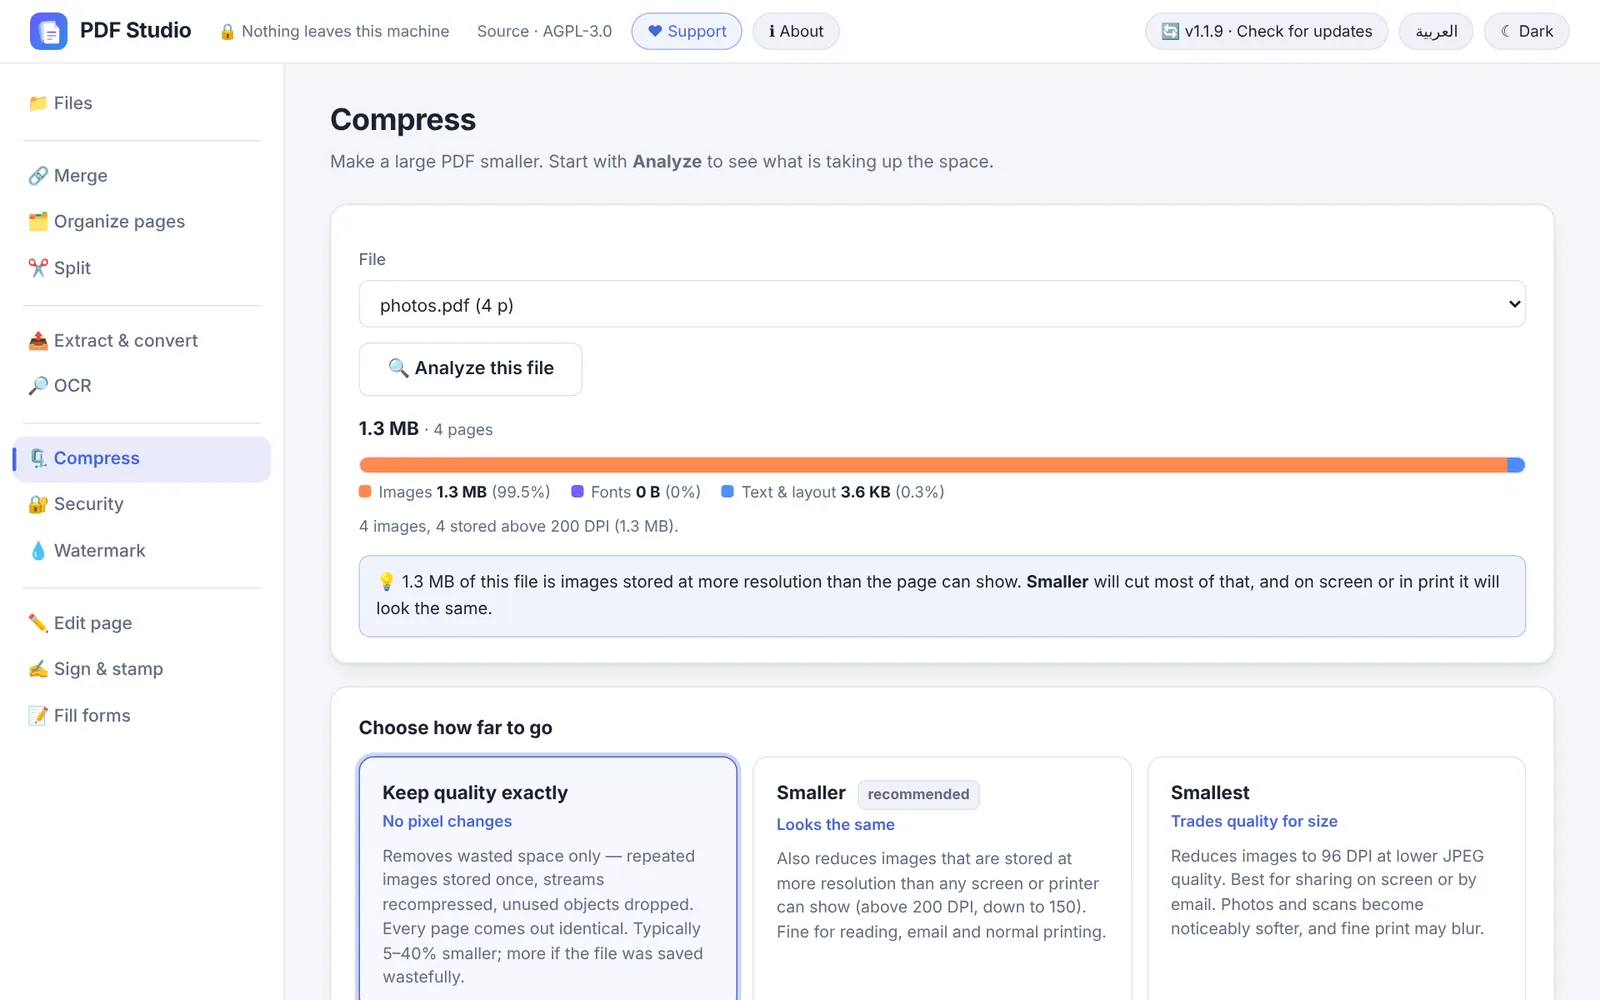 PDF Studio
Nothing leaves this machine
Source · AGPL-3.0
Support
About
v1.1.9 · Check for updates
العربية
Dark
Files
Merge
Organize pages
Split
Extract & convert
OCR
Compress
Security
Watermark
Edit page
Sign & stamp
Fill forms
Compress
Make a large PDF smaller. Start with Analyze to see what is taking up the space.
File
photos.pdf (4 p)
Analyze this file
1.3 MB · 4 pages
Images 1.3 MB (99.5%) Fonts 0 B (0%) Text & layout 3.6 KB (0.3%)
4 images, 4 stored above 200 DPI (1.3 MB).
1.3 MB of this file is images stored at more resolution than the page can show. Smaller will cut most of that, and on screen or in print it will
look the same.
Choose how far to go
Keep quality exactly
No pixel changes
Removes wasted space only — repeated
images stored once, streams
recompressed, unused objects dropped.
Every page comes out identical. Typically
5–40% smaller; more if the file was saved
wastefully.
Smaller recommended
Looks the same
Also reduces images that are stored at
more resolution than any screen or printer
can show (above 200 DPI, down to 150).
Fine for reading, email and normal printing.
Smallest
Trades quality for size
Reduces images to 96 DPI at lower JPEG
quality. Best for sharing on screen or by
email. Photos and scans become
noticeably softer, and fine print may blur.